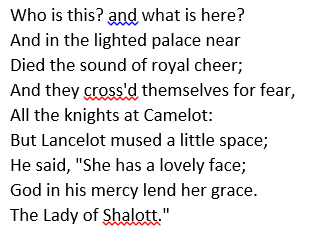 Who is this? and what is here?
And in the lighted palace near
Died the sound of royal cheer;
And they cross'd themselves for fear,
All the knights at Camelot:
But Lancelot mused a little space;
He said, "She has a lovely face;
God in his mercy lend her grace.
The Lady of Shalott."